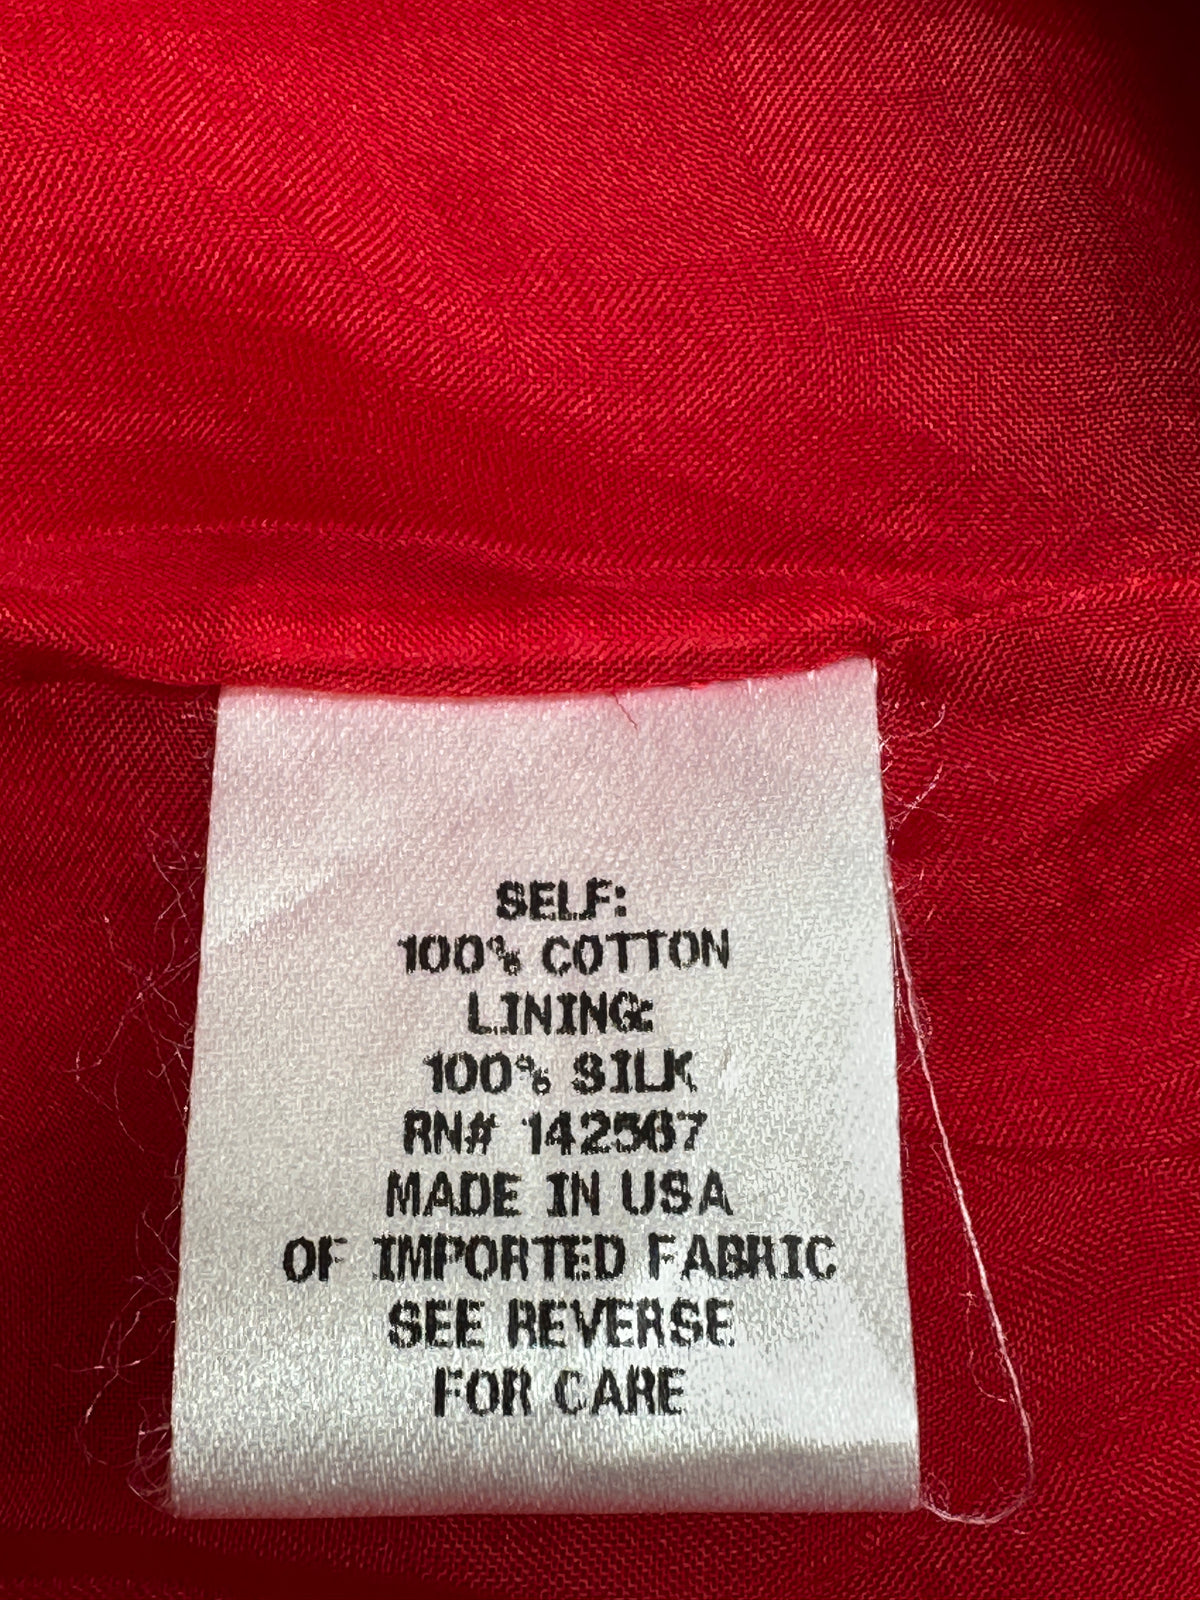 SELF:
100% COTTON
LINING:
100% SILK
RN# 142567
MADE IN USA
OF IMPORTED FABRIC
SEE REVERSE
FOR CARE